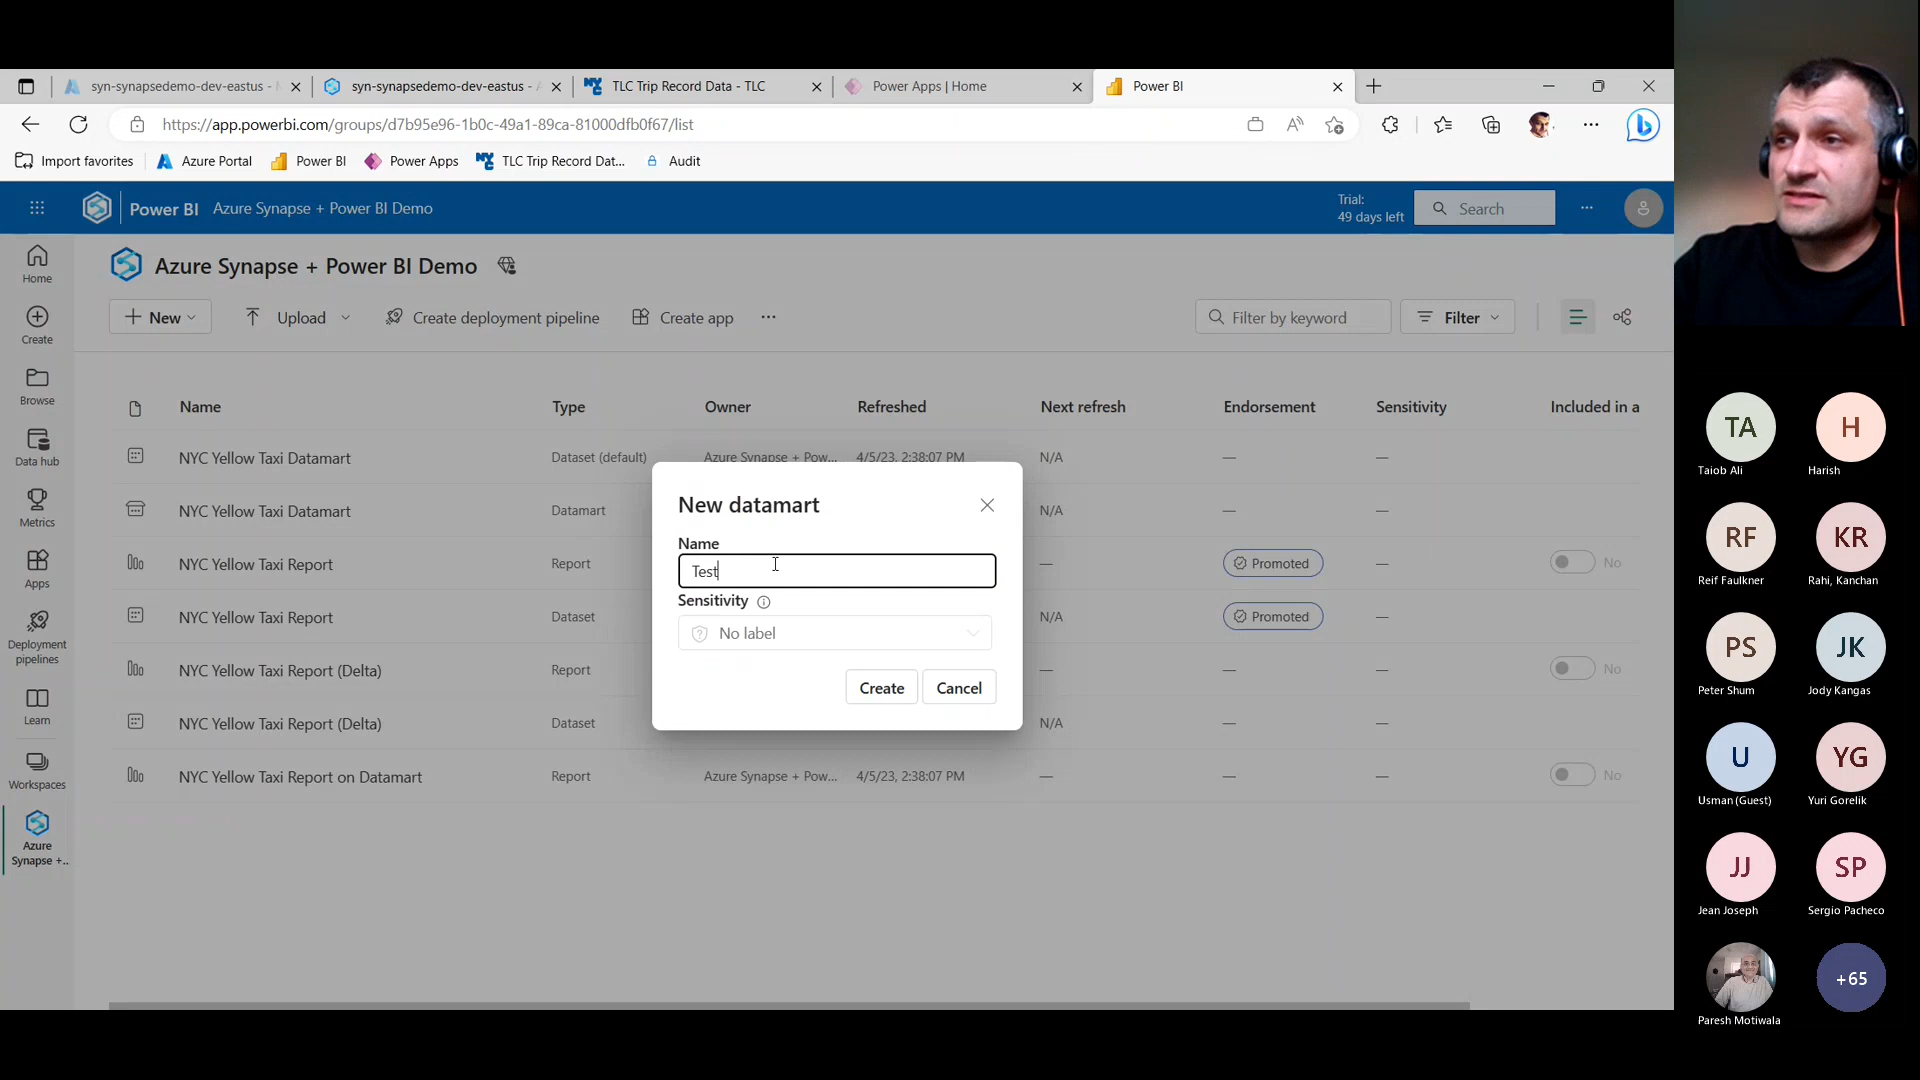 syn-synapsedemo-dev-eastus -
syn-synapsedemo-dev-eastus -
TLC Trip Record Data - TLC
Power Apps | Home
Power BI
https://app.powerbi.com/groups/d7b95e96-1b0c-49a1-89ca-81000dfb0f67/list
Import favorites
Azure Portal
Power BI
Power Apps
TLC Trip Record Dat...
Audit
Power BI
Azure Synapse + Power BI Demo
Trial:
49 days left
Search
Azure Synapse + Power BI Demo
New
Upload
Create deployment pipeline
Create app
Filter by keyword
Filter
Home
Create
Browse
Data hub
Metrics
Apps
Deployment
pipelines
Learn
Workspaces
Azure
Synapse +..
Name Type Owner Refreshed Next refresh Endorsement Sensitivity Included in a
NYC Yellow Taxi Datamart Dataset (default) Azure Synapse + Pow... 4/5/23, 2:38:07 PM N/A — —
NYC Yellow Taxi Datamart Datamart N/A — —
NYC Yellow Taxi Report Report — Promoted — No
NYC Yellow Taxi Report Dataset N/A Promoted —
NYC Yellow Taxi Report (Delta) Report — — — No
NYC Yellow Taxi Report (Delta) Dataset N/A — —
NYC Yellow Taxi Report on Datamart Report Azure Synapse + Pow... 4/5/23, 2:38:07 PM — — — No
New datamart
Name
Test
Sensitivity
No label
Create
Cancel
TA
Taiob Ali
H
Harish
RF
Reif Faulkner
KR
Rahi, Kanchan
PS
Peter Shum
JK
Jody Kangas
U
Usman (Guest)
YG
Yuri Gorelik
JJ
Jean Joseph
SP
Sergio Pacheco
Paresh Motiwala
+65